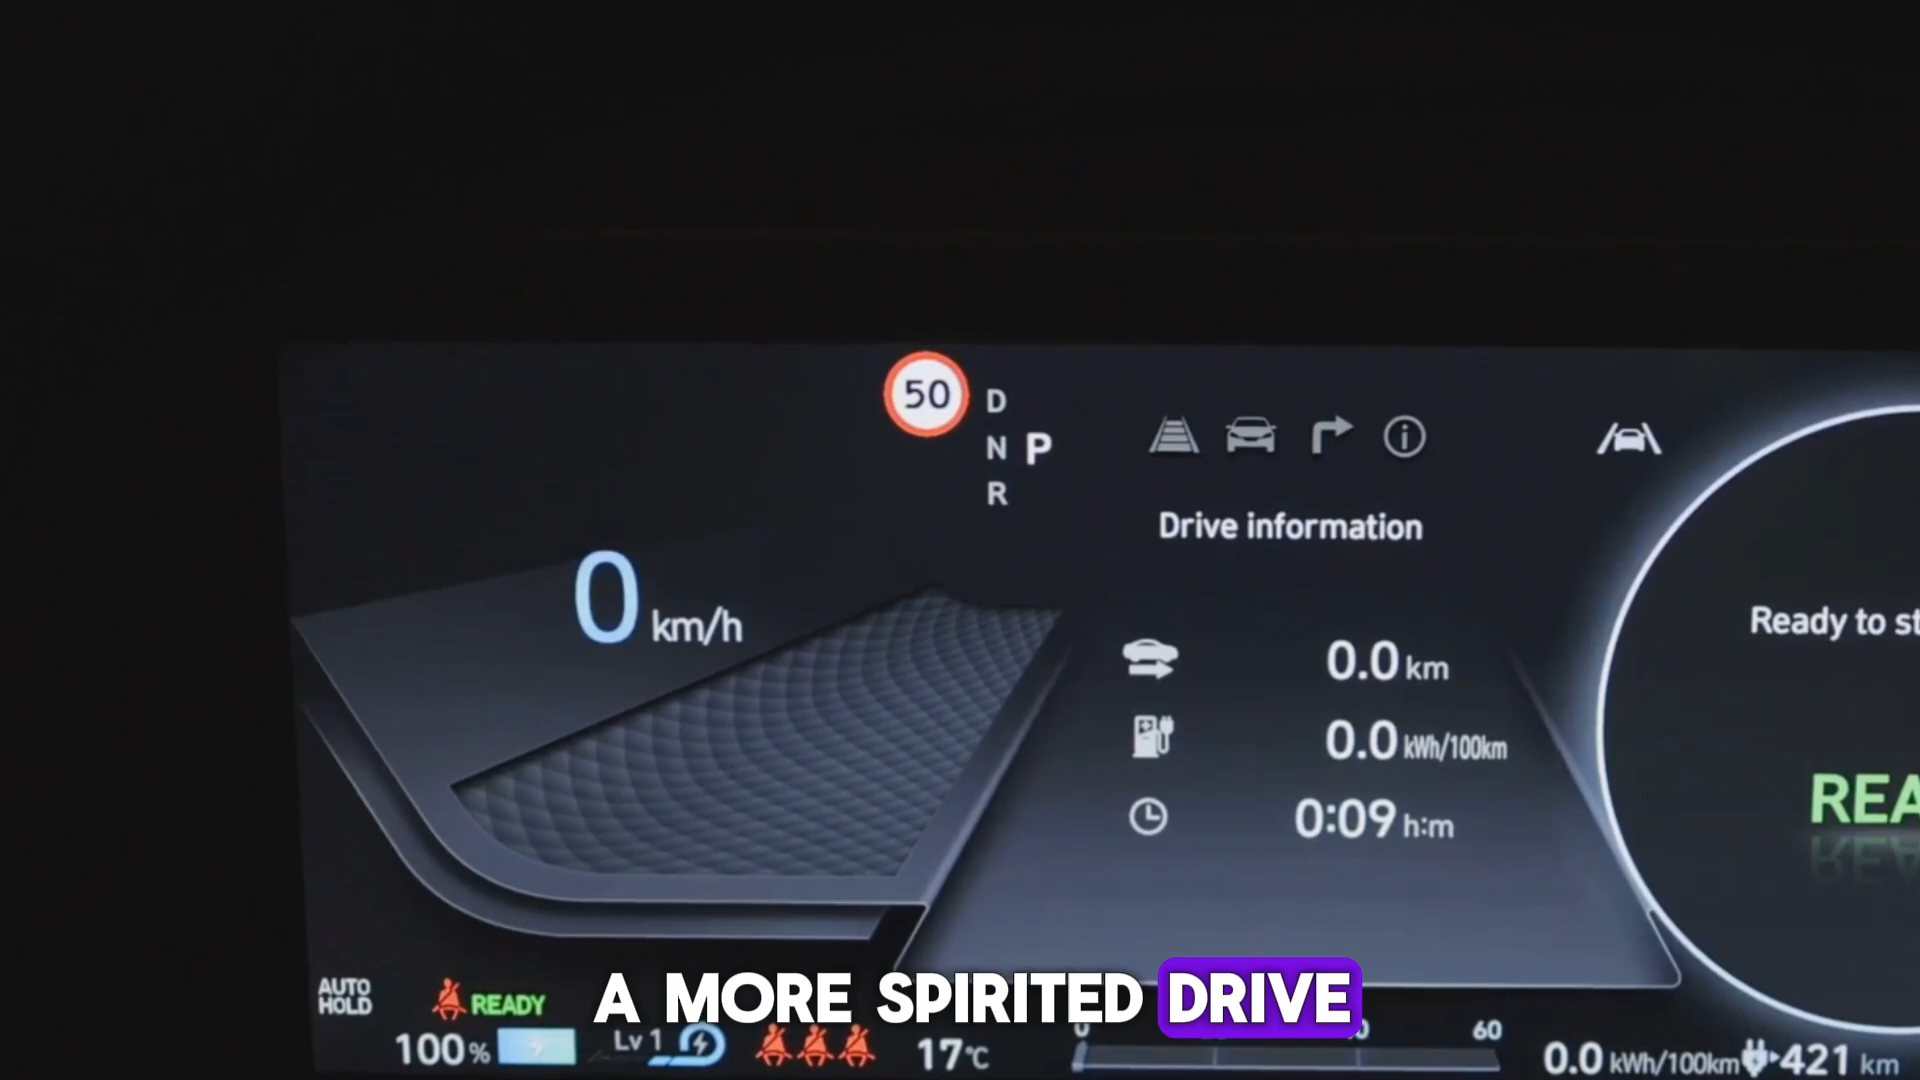 50
D
N P
R
Drive information
0 km/h
Ready to st
0.0 km
0.0 kWh/100km
REA
0:09 h:m
AUTO
HOLD
READY
A MORE SPIRITED DRIVE
100%
Lv 1
17°C
0
60
0.0 kWh/100km
421 km